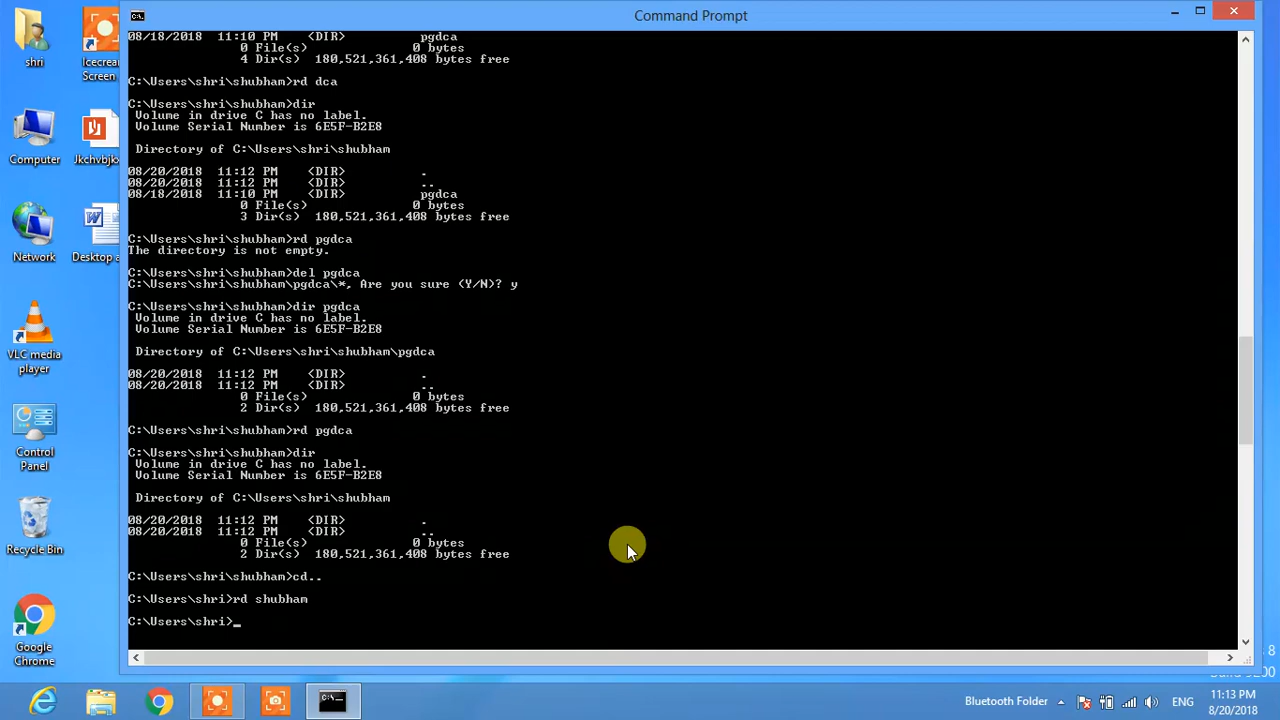 Command Prompt
08/18/2018  11:10 PM    <DIR>          pgdca
0 File(s)              0 bytes
4 Dir(s)  180,521,361,408 bytes free
C:\Users\shri\shubham>rd dca
C:\Users\shri\shubham>dir
Volume in drive C has no label.
Volume Serial Number is 6E5F-B2E8
Directory of C:\Users\shri\shubham
08/20/2018  11:12 PM    <DIR>          .
08/20/2018  11:12 PM    <DIR>          ..
08/18/2018  11:10 PM    <DIR>          pgdca
0 File(s)              0 bytes
3 Dir(s)  180,521,361,408 bytes free
C:\Users\shri\shubham>rd pgdca
The directory is not empty.
C:\Users\shri\shubham>del pgdca
C:\Users\shri\shubham\pgdca\*, Are you sure (Y/N)? y
C:\Users\shri\shubham>dir pgdca
Volume in drive C has no label.
Volume Serial Number is 6E5F-B2E8
Directory of C:\Users\shri\shubham\pgdca
08/20/2018  11:12 PM    <DIR>          .
08/20/2018  11:12 PM    <DIR>          ..
0 File(s)              0 bytes
2 Dir(s)  180,521,361,408 bytes free
C:\Users\shri\shubham>rd pgdca
C:\Users\shri\shubham>dir
Volume in drive C has no label.
Volume Serial Number is 6E5F-B2E8
Directory of C:\Users\shri\shubham
08/20/2018  11:12 PM    <DIR>          .
08/20/2018  11:12 PM    <DIR>          ..
0 File(s)              0 bytes
2 Dir(s)  180,521,361,408 bytes free
C:\Users\shri\shubham>cd..
C:\Users\shri>rd shubham
C:\Users\shri>_
shri
Icecrea
Screen
Computer
Jkchvbjkx
Network
Desktop a
VLC media
player
Control
Panel
Recycle Bin
Google
Chrome
8
9200
Bluetooth Folder
ENG
11:13 PM
8/20/2018